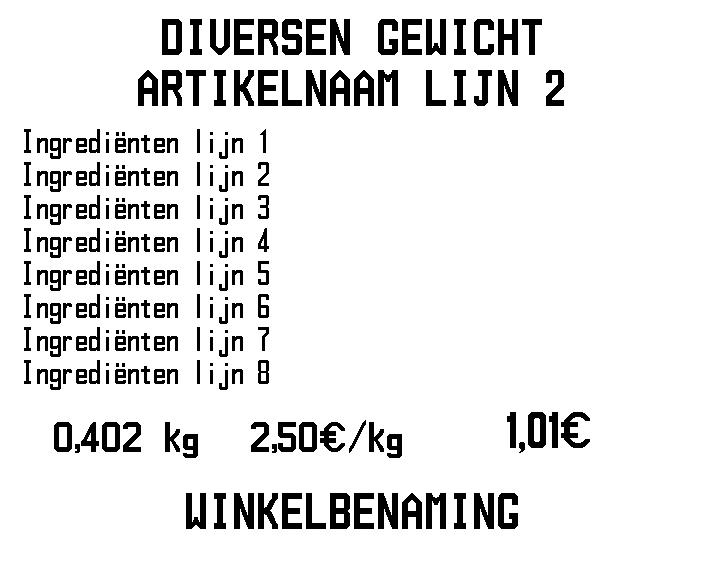 DIVERSEN GEWICHT
ARTIKELNAAM LIJN 2
Ingrediënten lijn 1
Ingrediënten lijn 2
Ingrediënten lijn 3
Ingrediënten lijn 4
Ingrediënten lijn 5
Ingrediënten lijn 6
Ingrediënten lijn 7
Ingrediënten lijn 8
0,402 kg 2,50€/kg 1,01€
WINKELBENAMING